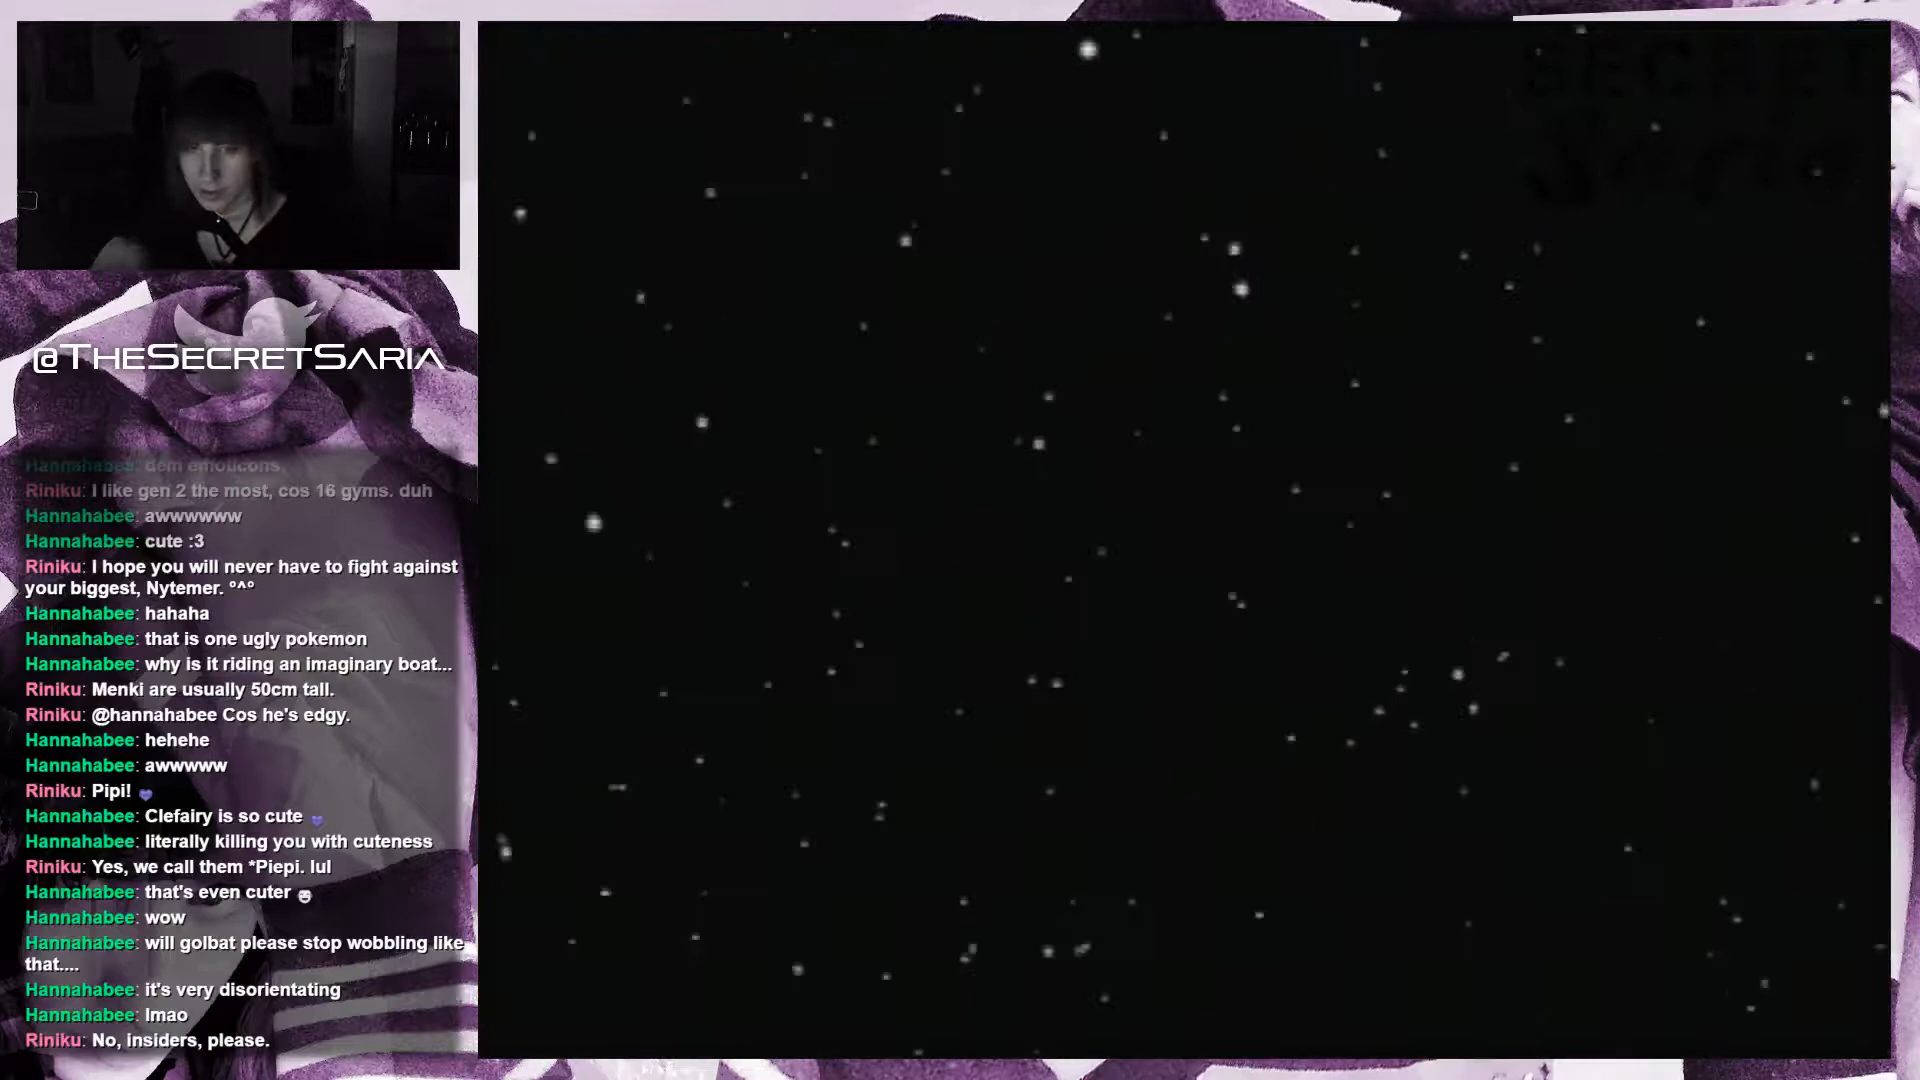 SECRET
Saria
@THESECRETSARIA
Hannahabee: dem emoticons
Riniku: I like gen 2 the most, cos 16 gyms. duh
Hannahabee: awwwwww
Hannahabee: cute :3
Riniku: I hope you will never have to fight against
your biggest, Nytemer. °^°
Hannahabee: hahaha
Hannahabee: that is one ugly pokemon
Hannahabee: why is it riding an imaginary boat...
Riniku: Menki are usually 50cm tall.
Riniku: @hannahabee Cos he's edgy.
Hannahabee: hehehe
Hannahabee: awwwww
Riniku: Pipi!
Hannahabee: Clefairy is so cute
Hannahabee: literally killing you with cuteness
Riniku: Yes, we call them *Piepi. lul
Hannahabee: that's even cuter
Hannahabee: wow
Hannahabee: will golbat please stop wobbling like
that....
Hannahabee: it's very disorientating
Hannahabee: lmao
Riniku: No, insiders, please.